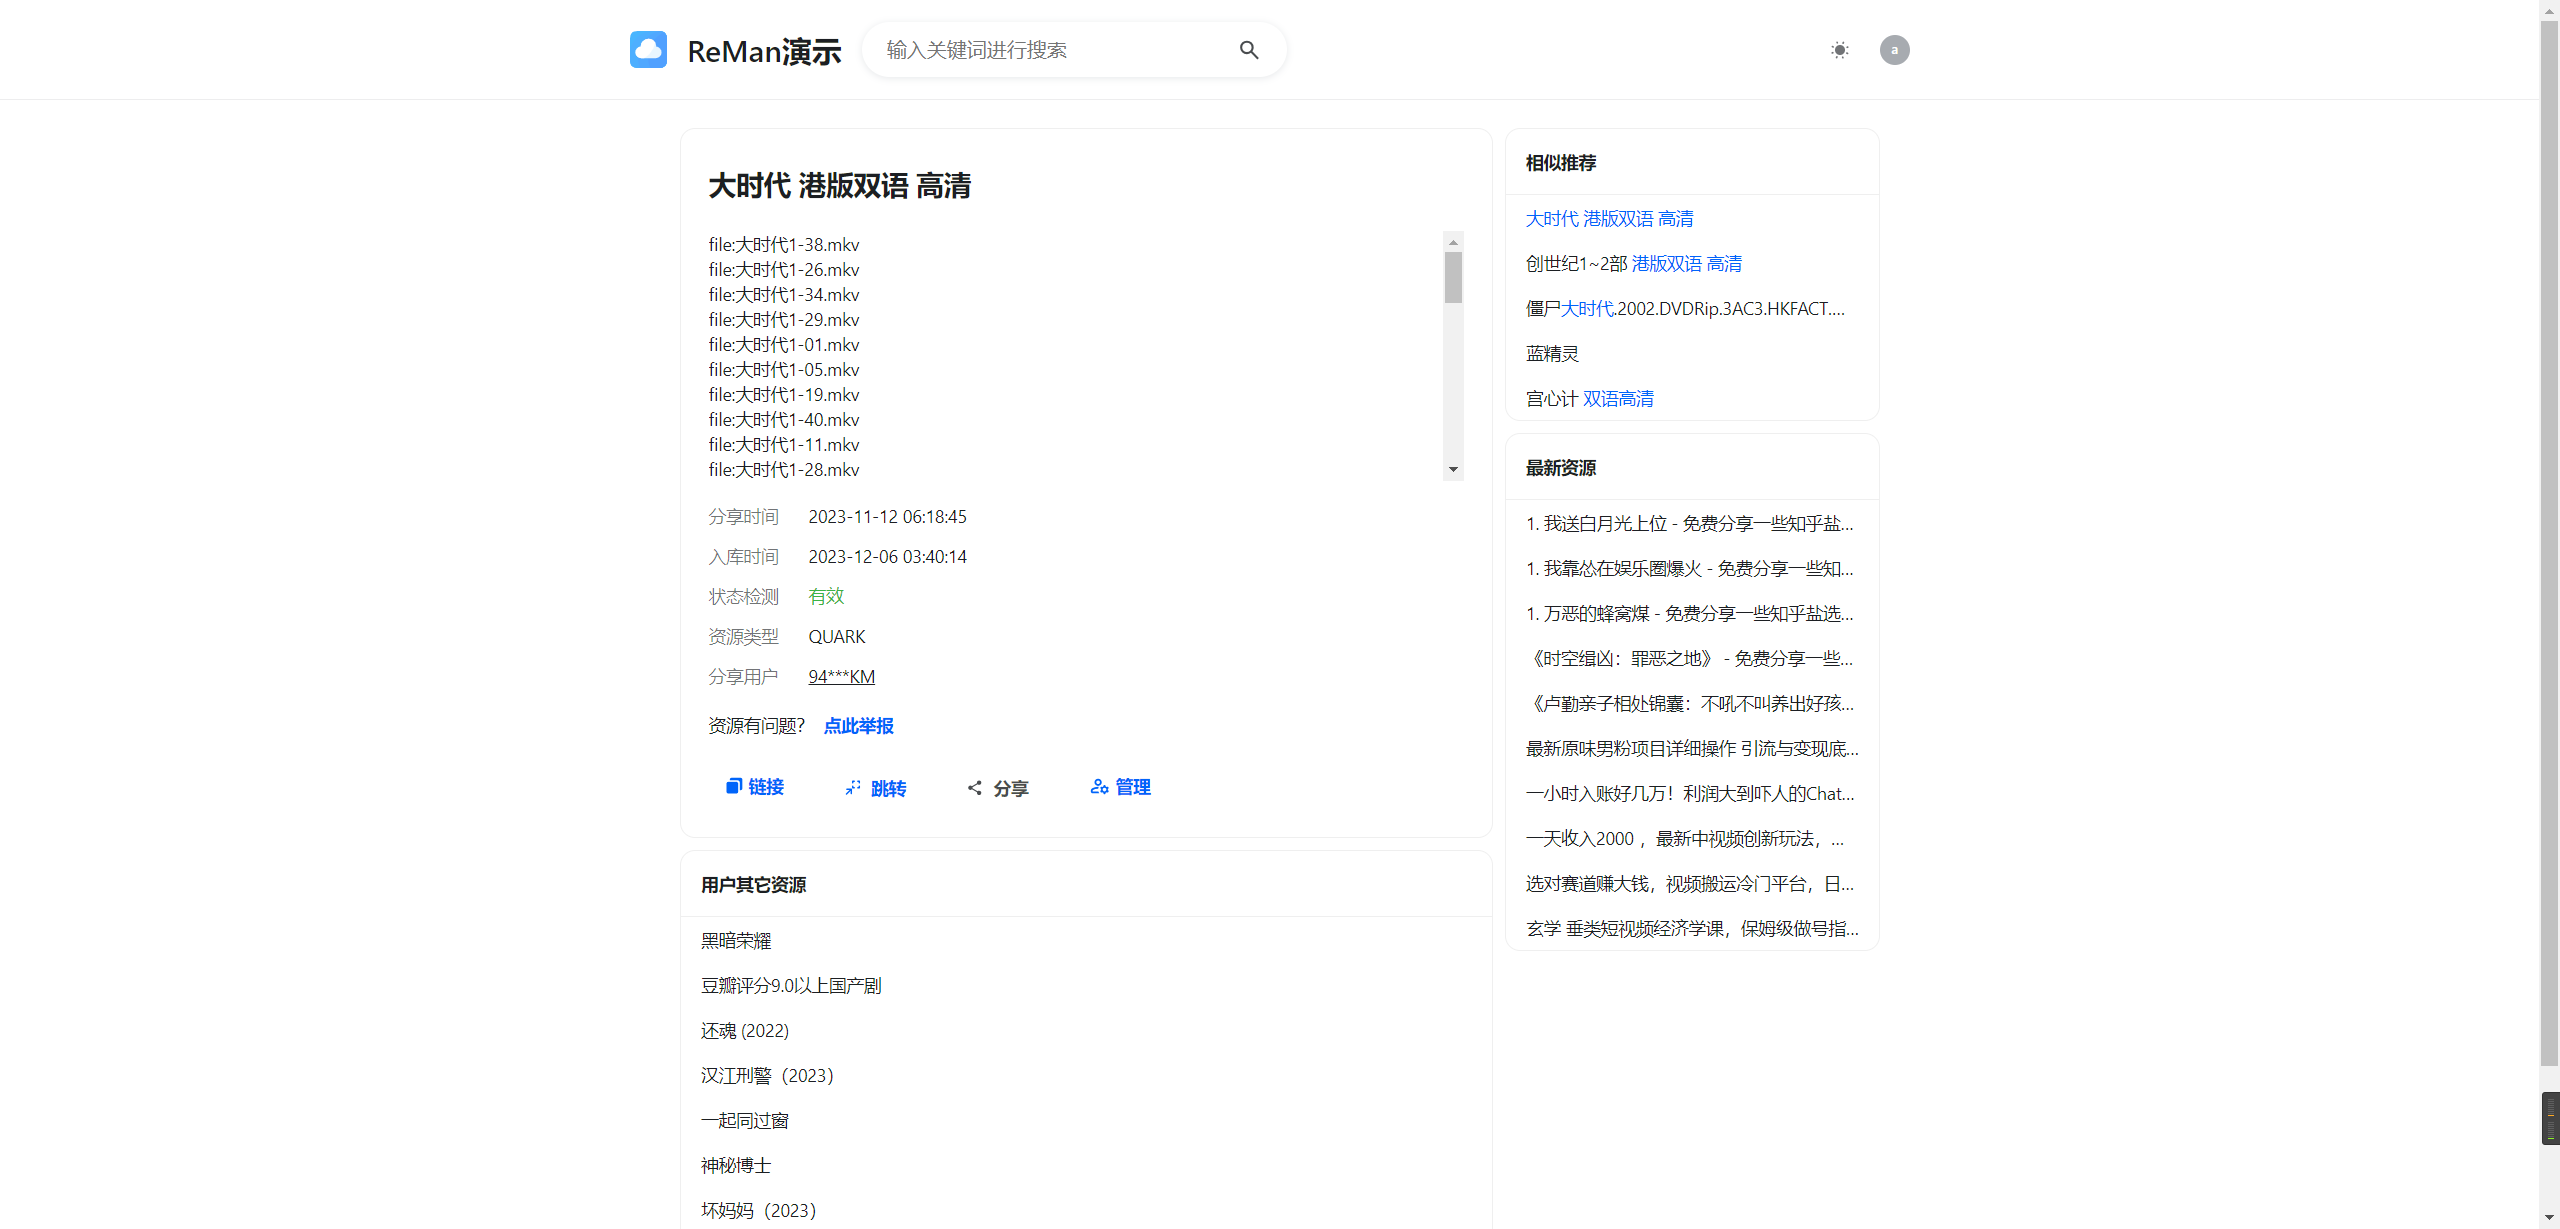 ReMan演示
输入关键词进行搜索
a
大时代 港版双语 高清
file:大时代1-38.mkv
file:大时代1-26.mkv
file:大时代1-34.mkv
file:大时代1-29.mkv
file:大时代1-01.mkv
file:大时代1-05.mkv
file:大时代1-19.mkv
file:大时代1-40.mkv
file:大时代1-11.mkv
file:大时代1-28.mkv
分享时间 2023-11-12 06:18:45
入库时间 2023-12-06 03:40:14
状态检测 有效
资源类型 QUARK
分享用户 94***KM
资源有问题? 点此举报
链接 跳转 分享 管理
用户其它资源
黑暗荣耀
豆瓣评分9.0以上国产剧
还魂 (2022)
汉江刑警（2023）
一起同过窗
神秘博士
坏妈妈（2023）
相似推荐
大时代 港版双语 高清
创世纪1~2部 港版双语 高清
僵尸大时代.2002.DVDRip.3AC3.HKFACT....
蓝精灵
宫心计 双语高清
最新资源
1. 我送白月光上位 - 免费分享一些知乎盐...
1. 我靠怂在娱乐圈爆火 - 免费分享一些知...
1. 万恶的蜂窝煤 - 免费分享一些知乎盐选...
《时空缉凶：罪恶之地》 - 免费分享一些...
《卢勤亲子相处锦囊：不吼不叫养出好孩...
最新原味男粉项目详细操作 引流与变现底...
一小时入账好几万！利润大到吓人的Chat...
一天收入2000 ，最新中视频创新玩法，...
选对赛道赚大钱，视频搬运冷门平台，日...
玄学 垂类短视频经济学课，保姆级做号指...